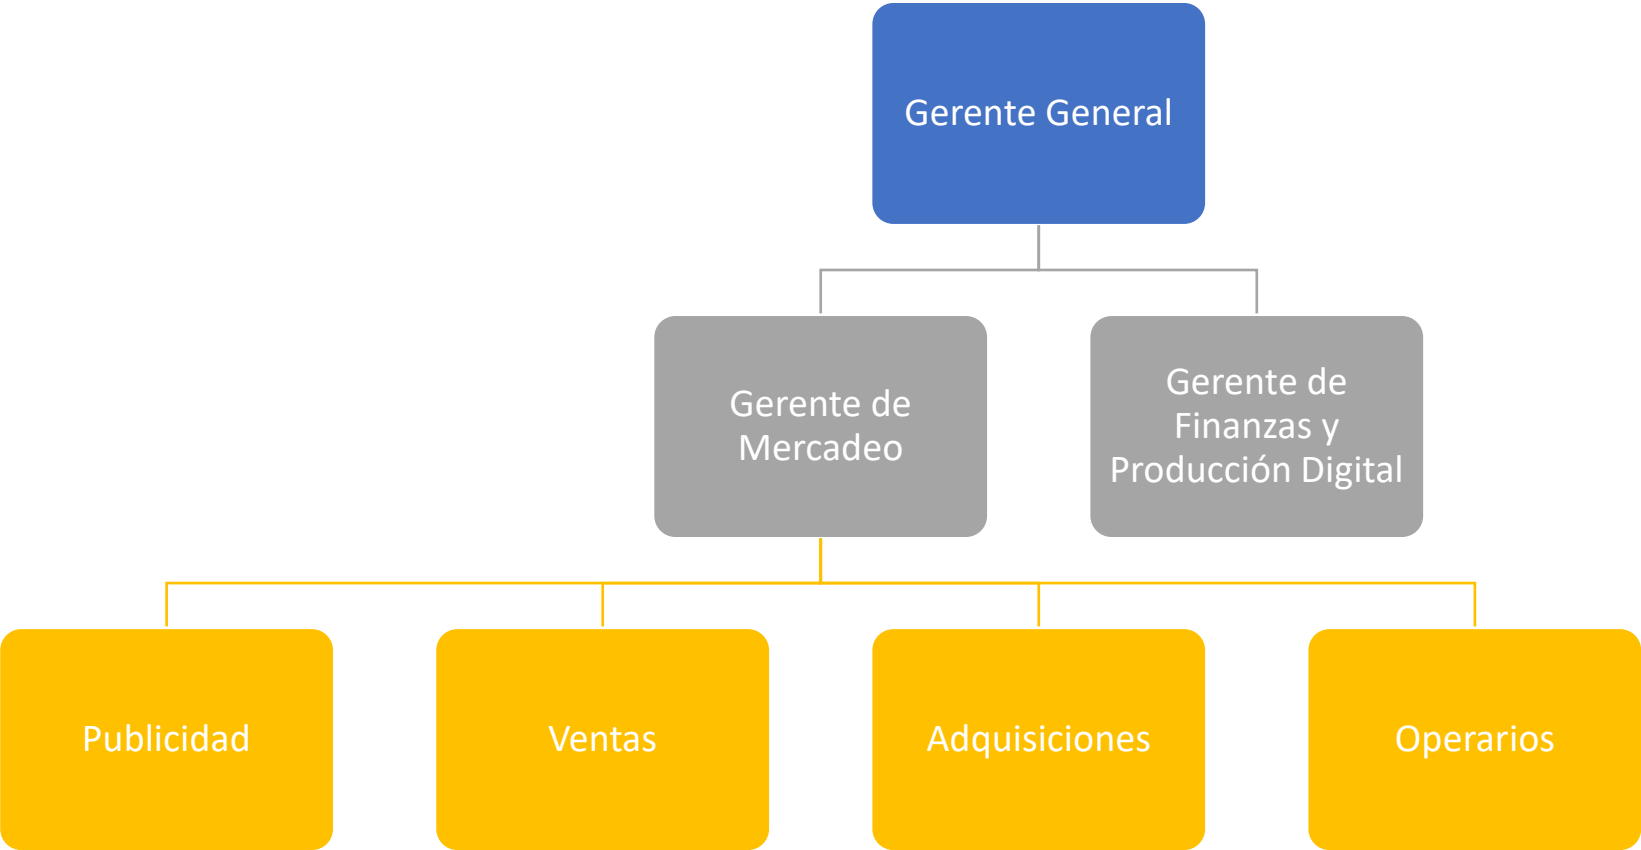 Gerente General
Gerente de
Mercadeo
Gerente de
Finanzas y
Producción Digital
Publicidad
Ventas
Adquisiciones
Operarios